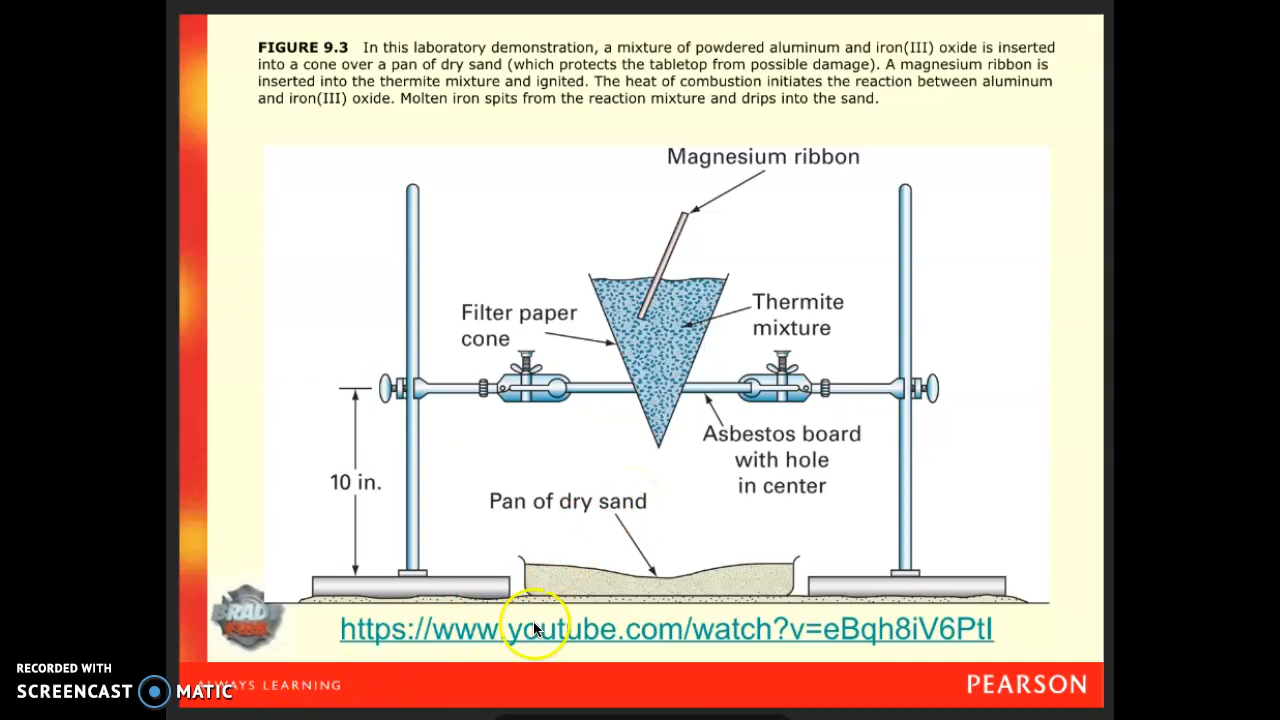 FIGURE 9.3 In this laboratory demonstration, a mixture of powdered aluminum and iron(III) oxide is inserted
into a cone over a pan of dry sand (which protects the tabletop from possible damage). A magnesium ribbon is
inserted into the thermite mixture and ignited. The heat of combustion initiates the reaction between aluminum
and iron(III) oxide. Molten iron spits from the reaction mixture and drips into the sand.
Magnesium ribbon
Filter paper
cone
Thermite
mixture
Asbestos board
with hole
in center
10 in.
Pan of dry sand
BRADY
FIRE
https://www.youtube.com/watch?v=eBqh8iV6PtI
RECORDED WITH
SCREENCAST MATIC
ALWAYS LEARNING
PEARSON